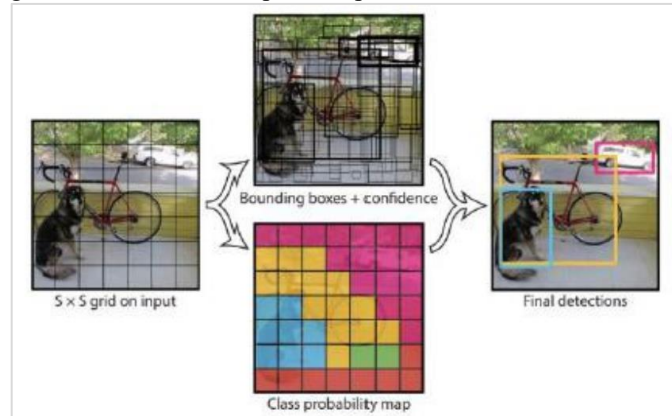 Bounding boxes + confidence
S × S grid on input
Final detections
Class probability map